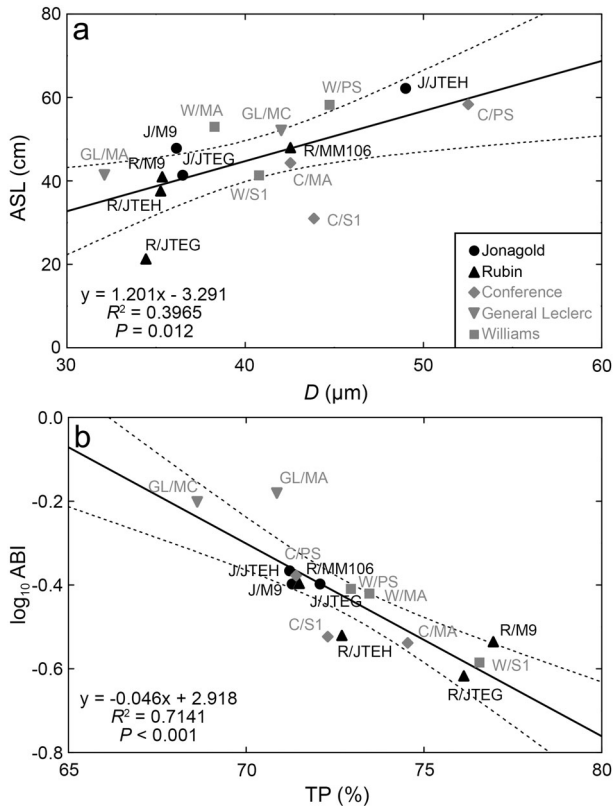 a
80
60
40
20
0
ASL (cm)
J/JTEH
W/PS
C/PS
W/MA
GL/MC
J/M9
R/MM106
GL/MA
R/M9
J/JTEG
C/MA
R/JTEH
W/S1
C/S1
R/JTEG
y = 1.201x - 3.291
R² = 0.3965
P = 0.012
Jonagold
Rubin
Conference
General Leclerc
Williams
30 40 50 60
D (µm)
b
0.0
-0.2
-0.4
-0.6
-0.8
log₁₀ ABI
GL/MC
GL/MA
C/PS
J/JTEH
R/MM106
J/M9
W/PS
W/MA
J/JTEG
C/S1
C/MA
R/M9
R/JTEH
W/S1
R/JTEG
y = -0.046x + 2.918
R² = 0.7141
P < 0.001
65 70 75 80
TP (%)